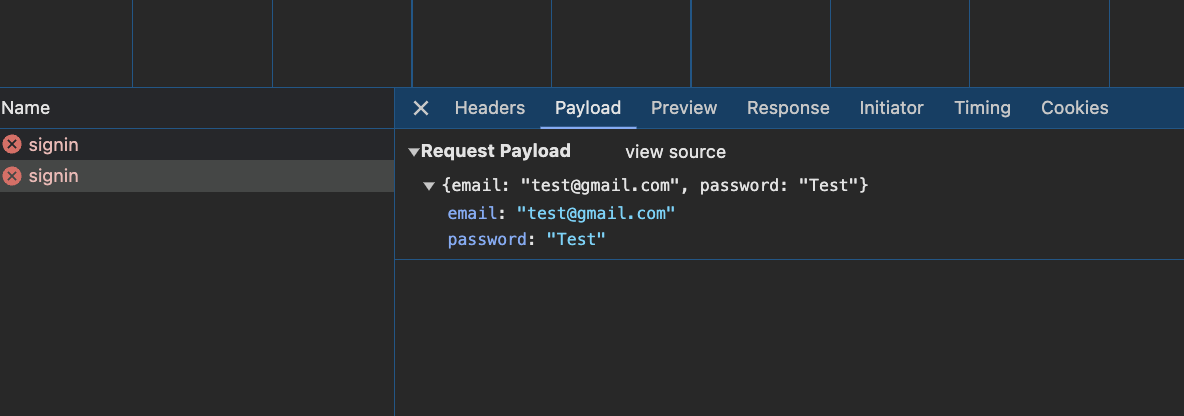 Name
signin
signin
Headers Payload Preview Response Initiator Timing Cookies
Request Payload view source
{email: "test@gmail.com", password: "Test"}
email: "test@gmail.com"
password: "Test"